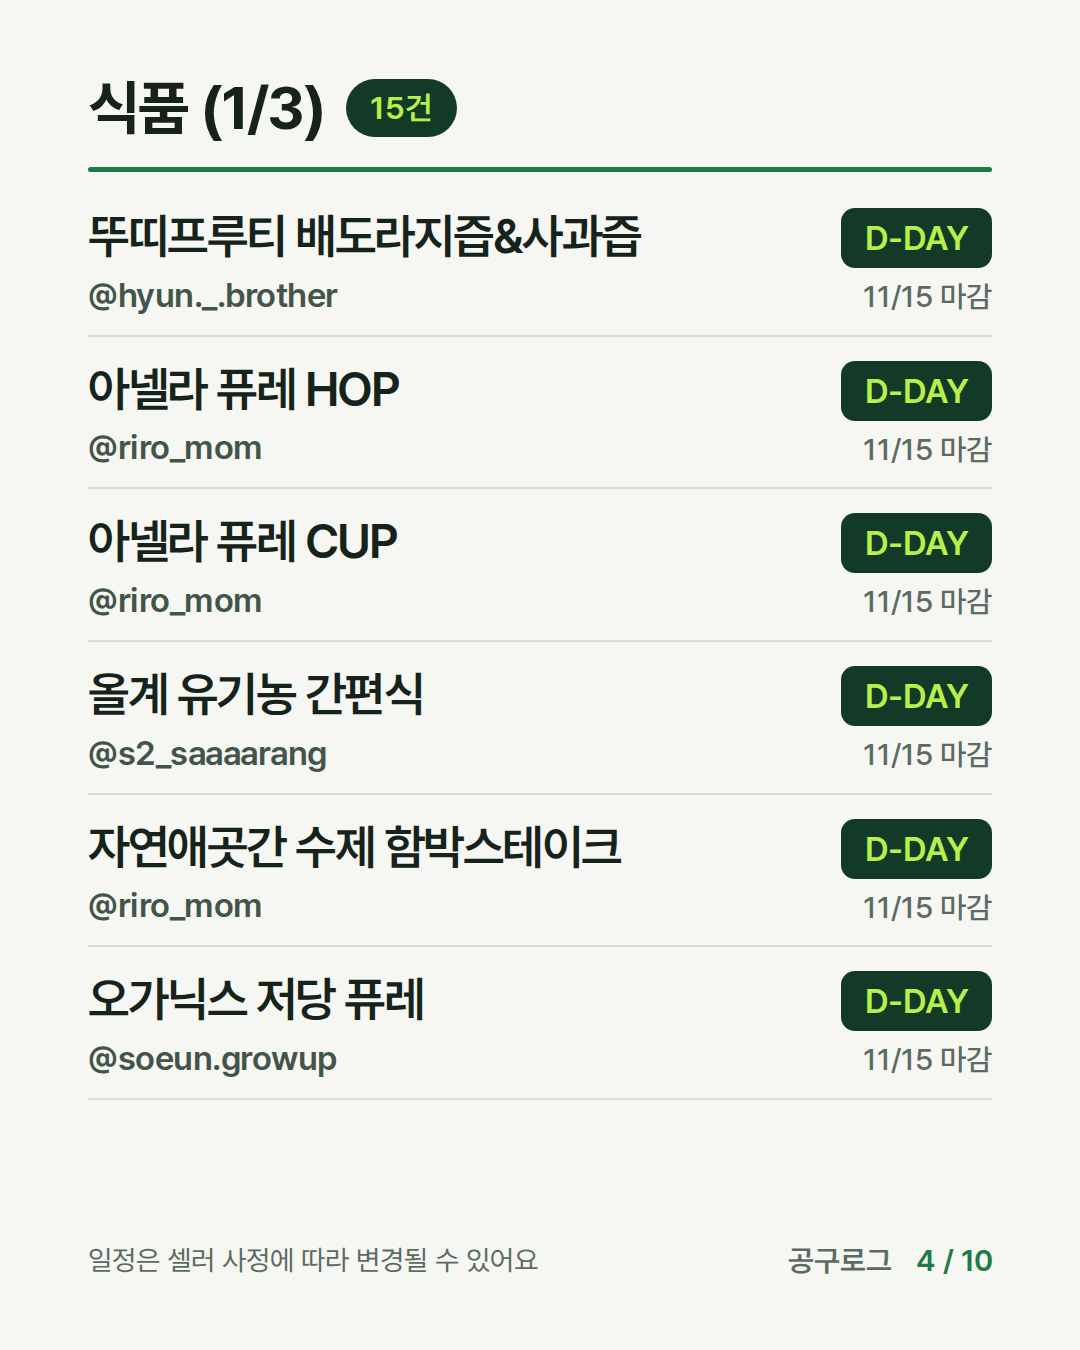 식품 (1/3) 15건
뚜띠프루티 배도라지즙&사과즙 D-DAY
@hyun._.brother 11/15 마감
아넬라 퓨레 HOP D-DAY
@riro_mom 11/15 마감
아넬라 퓨레 CUP D-DAY
@riro_mom 11/15 마감
올계 유기농 간편식 D-DAY
@s2_saaaarang 11/15 마감
자연애곳간 수제 함박스테이크 D-DAY
@riro_mom 11/15 마감
오가닉스 저당 퓨레 D-DAY
@soeun.growup 11/15 마감
일정은 셀러 사정에 따라 변경될 수 있어요 공구로그 4 / 10